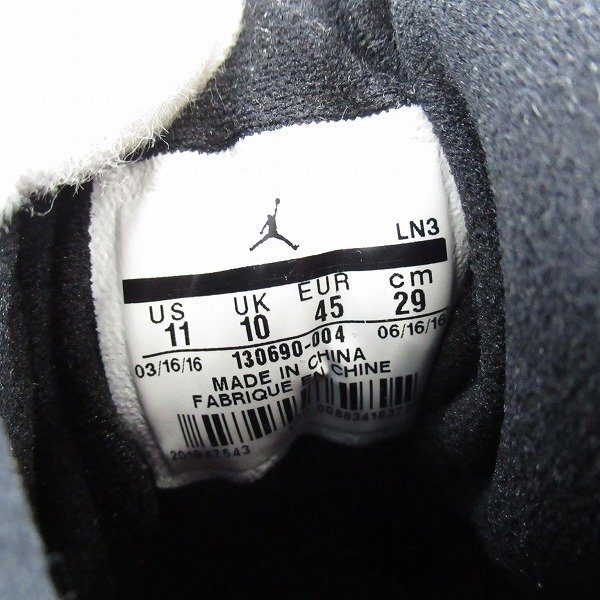 LN3
US UK EUR cm
11 10 45 29
03/16/16 130690-004 06/16/16
MADE IN CHINA
FABRIQUE EN CHINE
201947543